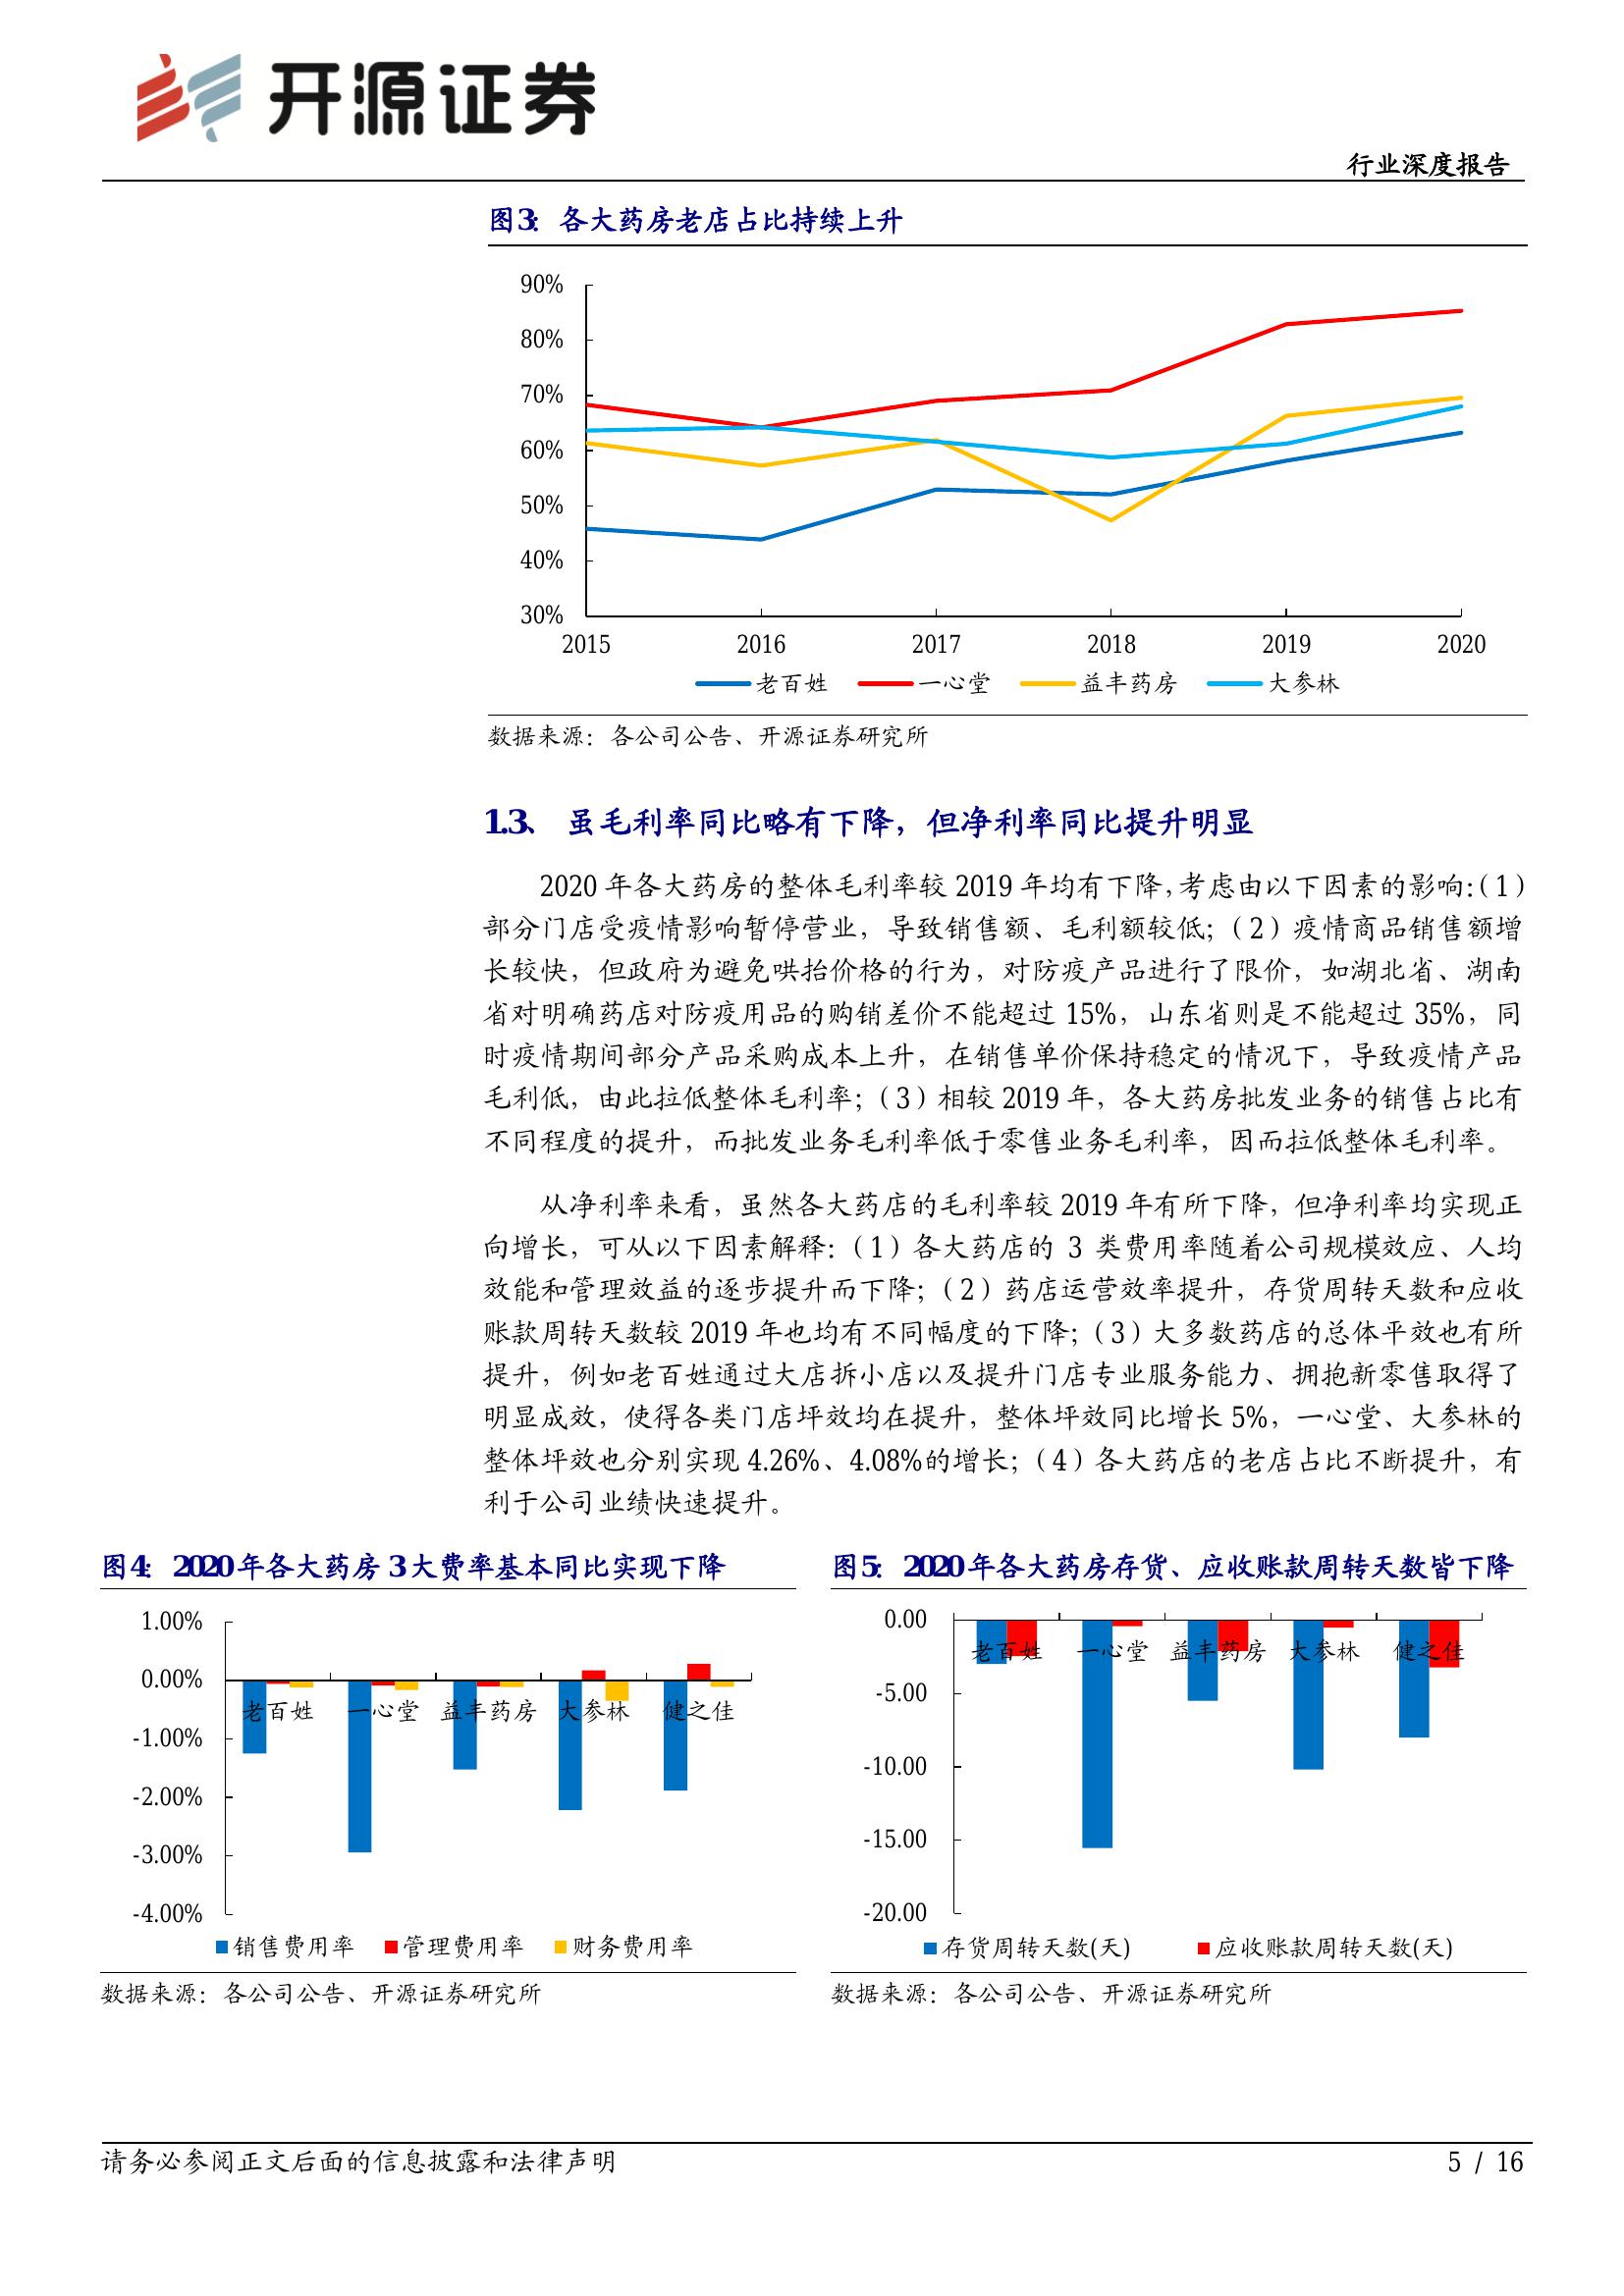 开源证券
行业深度报告
图3：各大药房老店占比持续上升
90%
80%
70%
60%
50%
40%
30%
2015 2016 2017 2018 2019 2020
老百姓 一心堂 益丰药房 大参林
数据来源：各公司公告、开源证券研究所
1.3、 虽毛利率同比略有下降，但净利率同比提升明显
2020 年各大药房的整体毛利率较 2019 年均有下降，考虑由以下因素的影响：（1）
部分门店受疫情影响暂停营业，导致销售额、毛利额较低；（2）疫情商品销售额增
长较快，但政府为避免哄抬价格的行为，对防疫产品进行了限价，如湖北省、湖南
省对明确药店对防疫用品的购销差价不能超过 15%，山东省则是不能超过 35%，同
时疫情期间部分产品采购成本上升，在销售单价保持稳定的情况下，导致疫情产品
毛利低，由此拉低整体毛利率；（3）相较 2019 年，各大药房批发业务的销售占比有
不同程度的提升，而批发业务毛利率低于零售业务毛利率，因而拉低整体毛利率。
从净利率来看，虽然各大药店的毛利率较 2019 年有所下降，但净利率均实现正
向增长，可从以下因素解释：（1）各大药店的 3 类费用率随着公司规模效应、人均
效能和管理效益的逐步提升而下降；（2）药店运营效率提升，存货周转天数和应收
账款周转天数较 2019 年也均有不同幅度的下降；（3）大多数药店的总体平效也有所
提升，例如老百姓通过大店拆小店以及提升门店专业服务能力、拥抱新零售取得了
明显成效，使得各类门店坪效均在提升，整体坪效同比增长 5%，一心堂、大参林的
整体坪效也分别实现 4.26%、4.08%的增长；（4）各大药店的老店占比不断提升，有
利于公司业绩快速提升。
图4：2020年各大药房 3大费率基本同比实现下降
1.00%
0.00%
老百姓 一心堂 益丰药房 大参林 健之佳
-1.00%
-2.00%
-3.00%
-4.00%
销售费用率 管理费用率 财务费用率
数据来源：各公司公告、开源证券研究所
图5：2020年各大药房存货、应收账款周转天数皆下降
0.00
老百姓 一心堂 益丰药房 大参林 健之佳
-5.00
-10.00
-15.00
-20.00
存货周转天数(天) 应收账款周转天数(天)
数据来源：各公司公告、开源证券研究所
请务必参阅正文后面的信息披露和法律声明
5 / 16